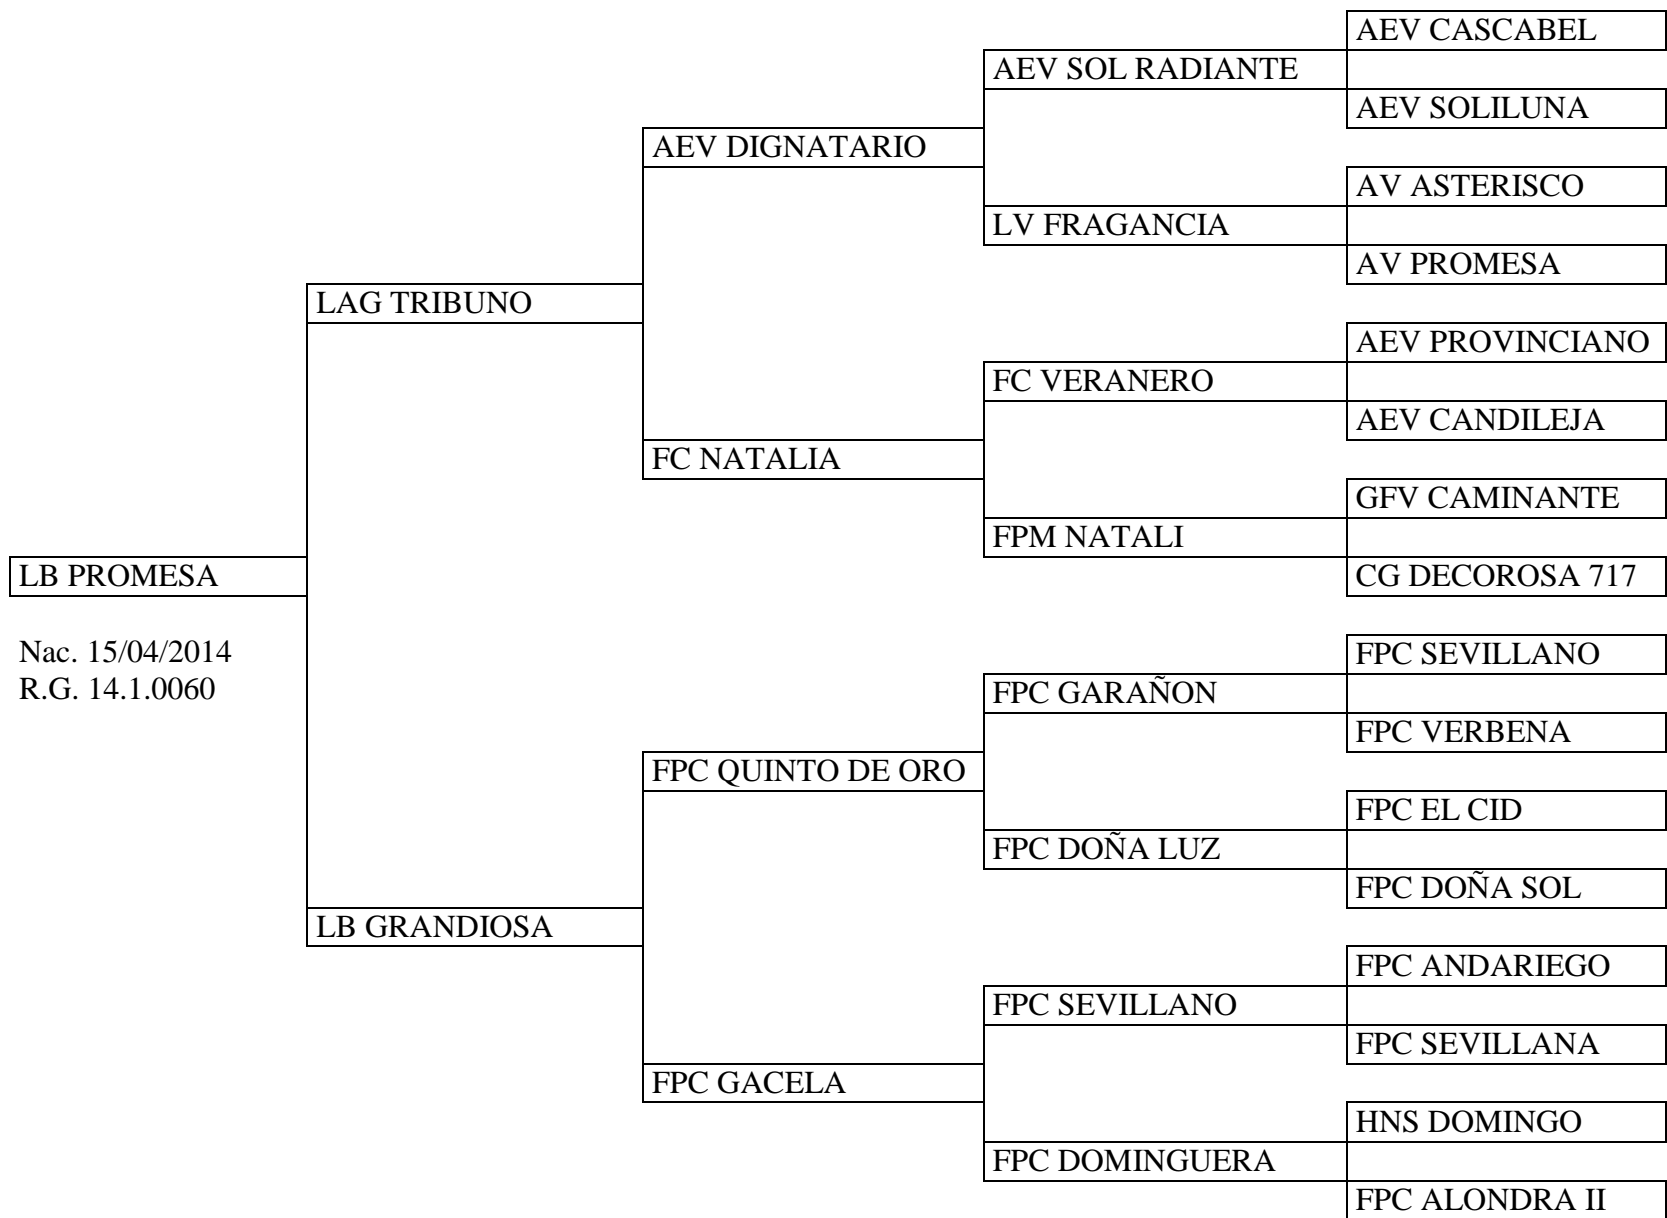 AEV CASCABEL
AEV SOL RADIANTE
AEV SOLILUNA
AEV DIGNATARIO
AV ASTERISCO
LV FRAGANCIA
AV PROMESA
LAG TRIBUNO
AEV PROVINCIANO
FC VERANERO
AEV CANDILEJA
FC NATALIA
GFV CAMINANTE
FPM NATALI
LB PROMESA
CG DECOROSA 717
Nac. 15/04/2014
FPC SEVILLANO
R.G. 14.1.0060
FPC GARAÑON
FPC VERBENA
FPC QUINTO DE ORO
FPC EL CID
FPC DOÑA LUZ
FPC DOÑA SOL
LB GRANDIOSA
FPC ANDARIEGO
FPC SEVILLANO
FPC SEVILLANA
FPC GACELA
HNS DOMINGO
FPC DOMINGUERA
FPC ALONDRA II